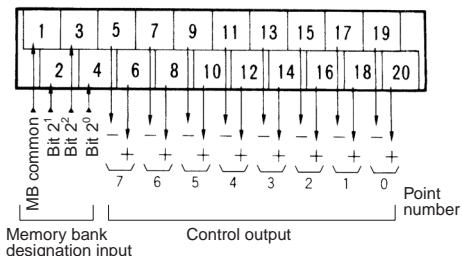 1 3 5 7 9 11 13 15 17 19
2 4 6 8 10 12 14 16 18 20
MB common
Bit 2¹
Bit 2²
Bit 2⁰
− + − + − + − + − + − + − + − +
7 6 5 4 3 2 1 0
Point
number
Memory bank
designation input
Control output